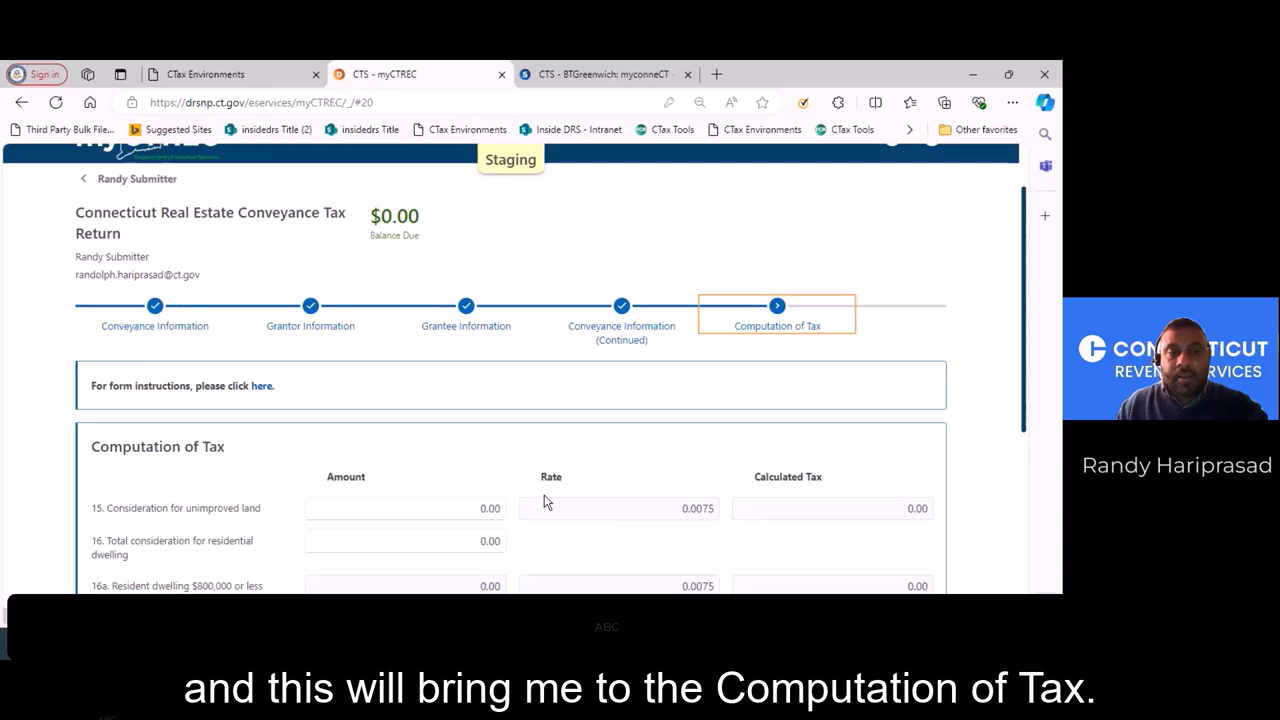 Sign in
CTax Environments
CTS - myCTREC
CTS - BTGreenwich: myconneCT -
https://drsnp.ct.gov/eservices/myCTREC/_/#20
Third Party Bulk File...
Suggested Sites
insidedrs Title (2)
insidedrs Title
CTax Environments
Inside DRS - Intranet
CTax Tools
CTax Environments
CTax Tools
Other favorites
Staging
Randy Submitter
Connecticut Real Estate Conveyance Tax
Return
$0.00
Balance Due
Randy Submitter
randolph.hariprasad@ct.gov
Conveyance Information
Grantor Information
Grantee Information
Conveyance Information
(Continued)
Computation of Tax
For form instructions, please click here.
Computation of Tax
Amount Rate Calculated Tax
15. Consideration for unimproved land 0.00 0.0075 0.00
16. Total consideration for residential
dwelling 0.00
16a. Resident dwelling $800,000 or less 0.00 0.0075 0.00
Randy Hariprasad
ABC
and this will bring me to the Computation of Tax.